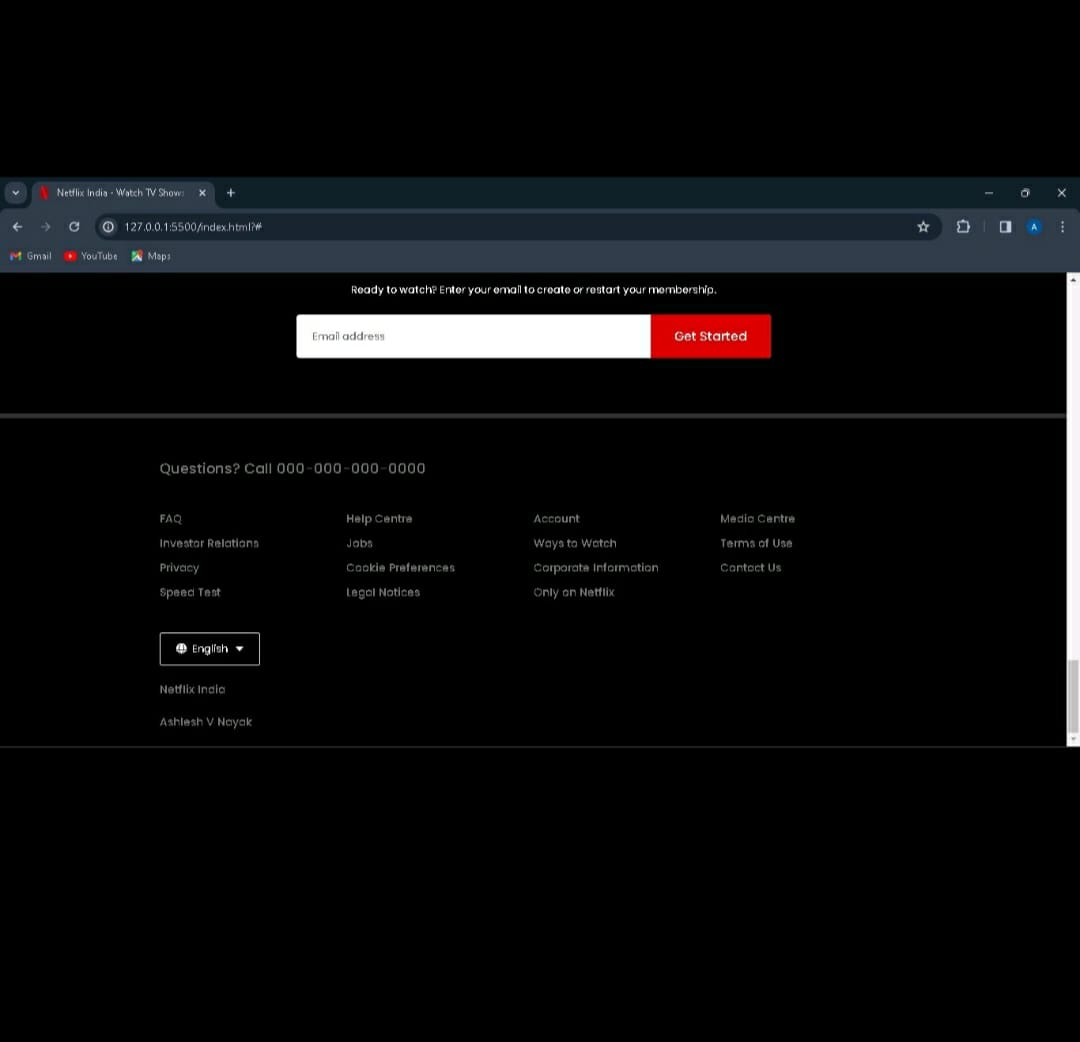 Netflix India - Watch TV Shows
127.0.0.1:5500/index.html?#
A
Gmail YouTube Maps
Ready to watch? Enter your email to create or restart your membership.
Email address Get Started
Questions? Call 000-000-000-0000
FAQ Help Centre Account Media Centre
Investor Relations Jobs Ways to Watch Terms of Use
Privacy Cookie Preferences Corporate Information Contact Us
Speed Test Legal Notices Only on Netflix
English
Netflix India
Ashlesh V Nayak